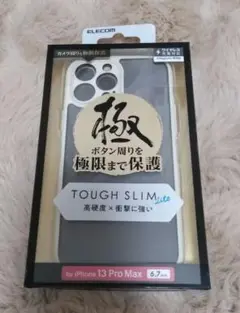 ELECOM
極
ボタン周りを
極限まで保護
TOUGH SLIM Lite
高硬度×衝撃に強い
for iPhone 13 Pro Max
6.7